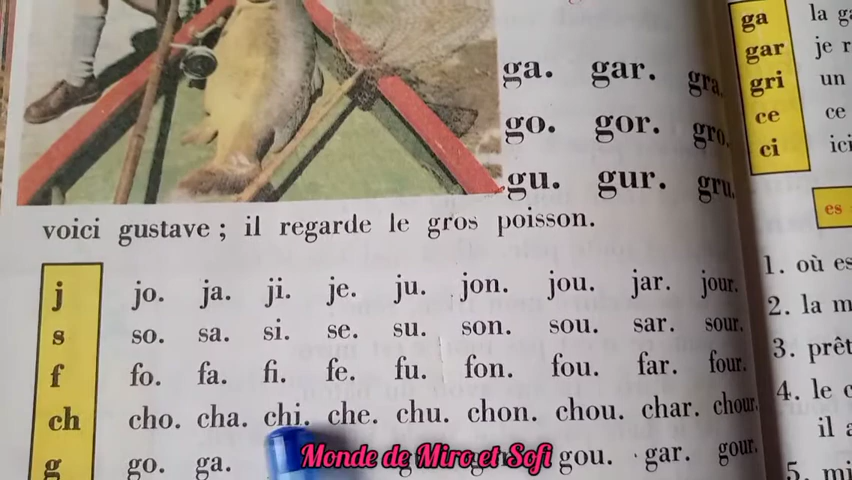 ga. gar. gra.
go. gor. gro.
gu. gur. gru.
voici gustave ; il regarde le gros poisson.
j jo. ja. ji. je. ju. jon. jou. jar. jour.
s so. sa. si. se. su. son. sou. sar. sour.
f fo. fa. fi. fe. fu. fon. fou. far. four.
ch cho. cha. chi. che. chu. chon. chou. char. chour.
g go. ga. gou. gar. gour.
ga la
gar je
gri un
ce ce
ci ici
es
1. où
2. la
3.
4. le
il
5.
Monde de Miro et Sofi